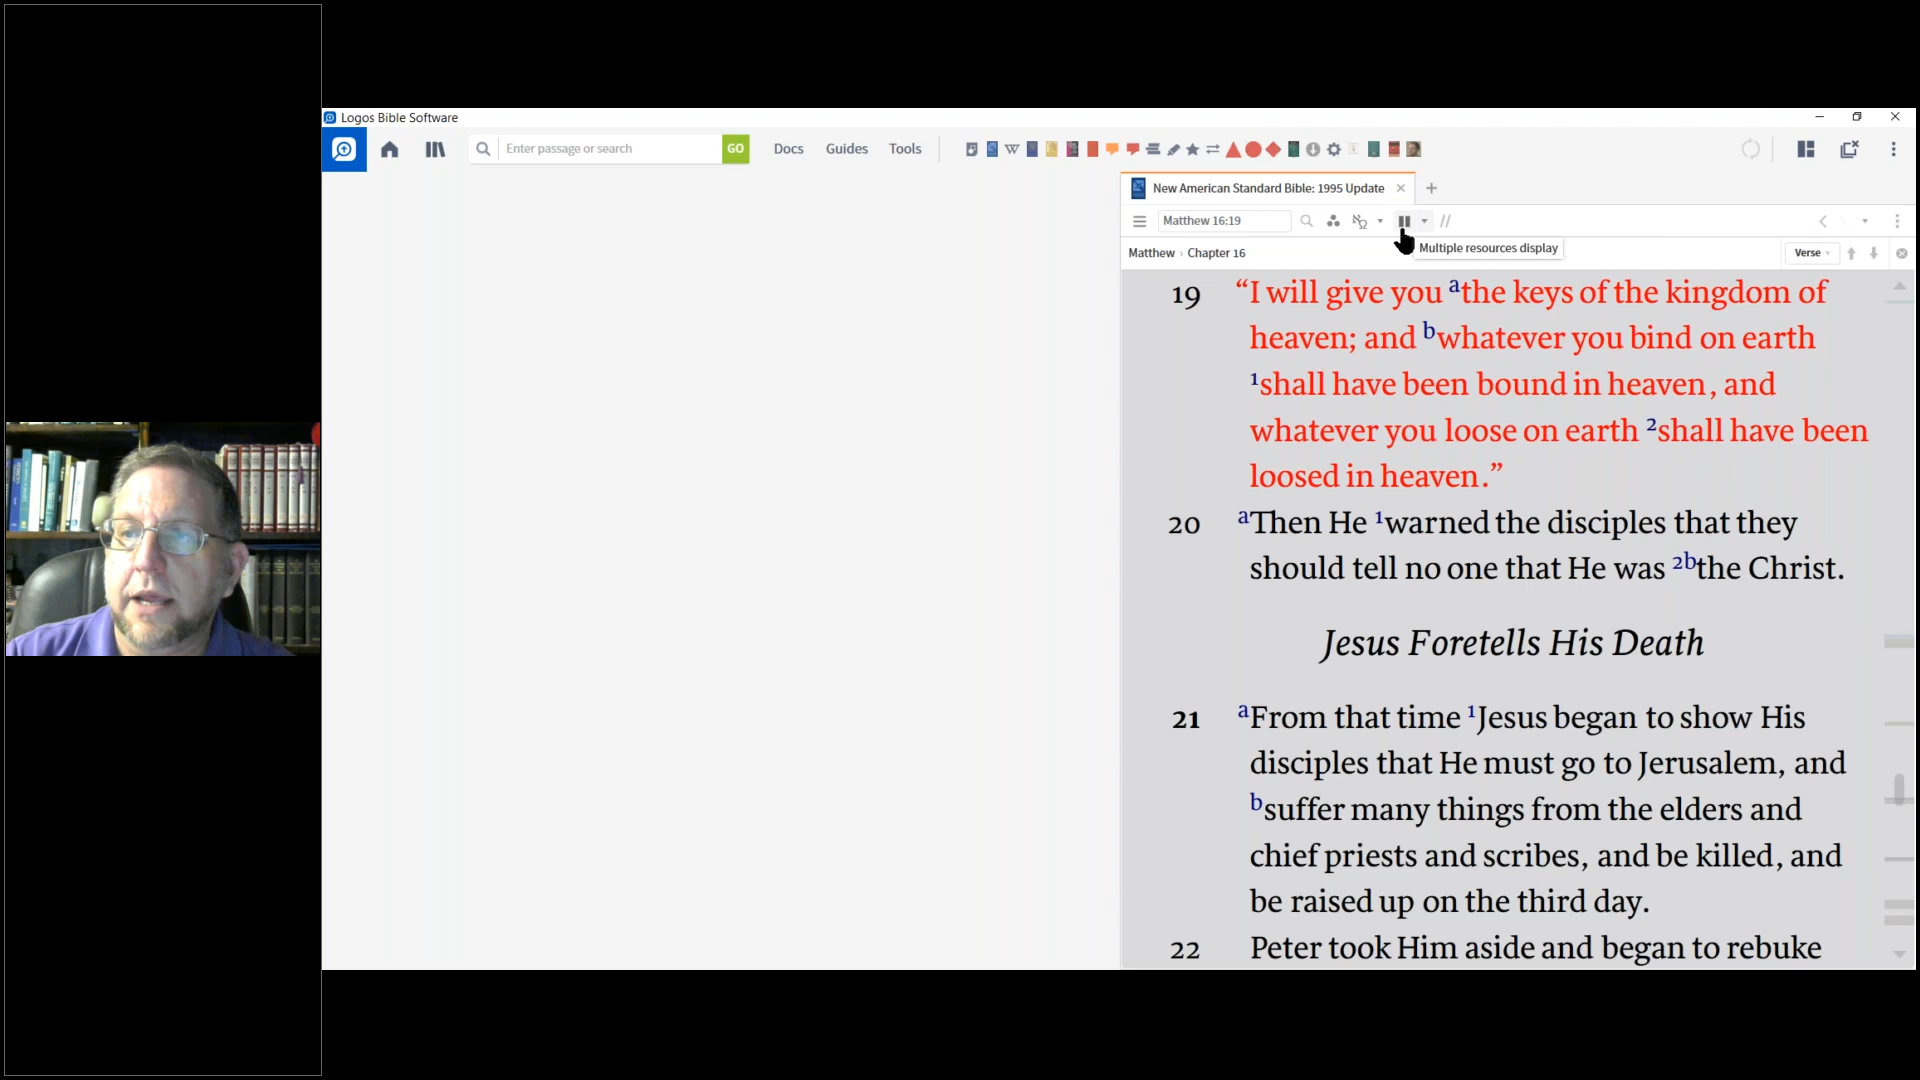 Logos Bible Software
Enter passage or search
GO
Docs
Guides
Tools
New American Standard Bible: 1995 Update
Matthew 16:19
Multiple resources display
Matthew › Chapter 16
Verse
19 “I will give you ᵃthe keys of the kingdom of
heaven; and ᵇwhatever you bind on earth
¹shall have been bound in heaven, and
whatever you loose on earth ²shall have been
loosed in heaven.”
20 ᵃThen He ¹warned the disciples that they
should tell no one that He was ²ᵇthe Christ.
Jesus Foretells His Death
21 ᵃFrom that time ¹Jesus began to show His
disciples that He must go to Jerusalem, and
ᵇsuffer many things from the elders and
chief priests and scribes, and be killed, and
be raised up on the third day.
22 Peter took Him aside and began to rebuke